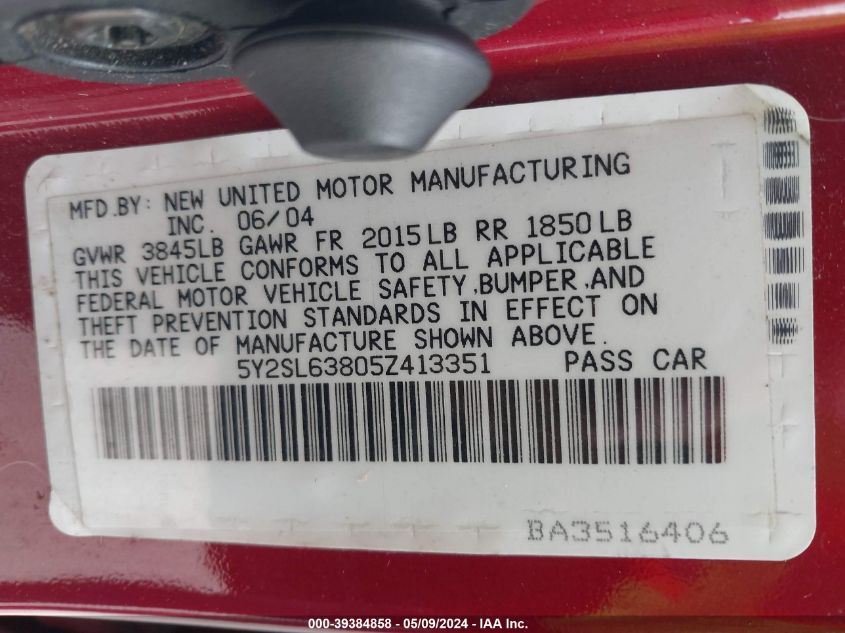 MFD.BY: NEW UNITED MOTOR MANUFACTURING
INC. 06/04
GVWR 3845LB GAWR FR 2015LB RR 1850LB
THIS VEHICLE CONFORMS TO ALL APPLICABLE
FEDERAL MOTOR VEHICLE SAFETY,BUMPER,AND
THEFT PREVENTION STANDARDS IN EFFECT ON
THE DATE OF MANUFACTURE SHOWN ABOVE.
5Y2SL63805Z413351 PASS CAR
BA3516406
000-39384858 - 05/09/2024 - IAA Inc.